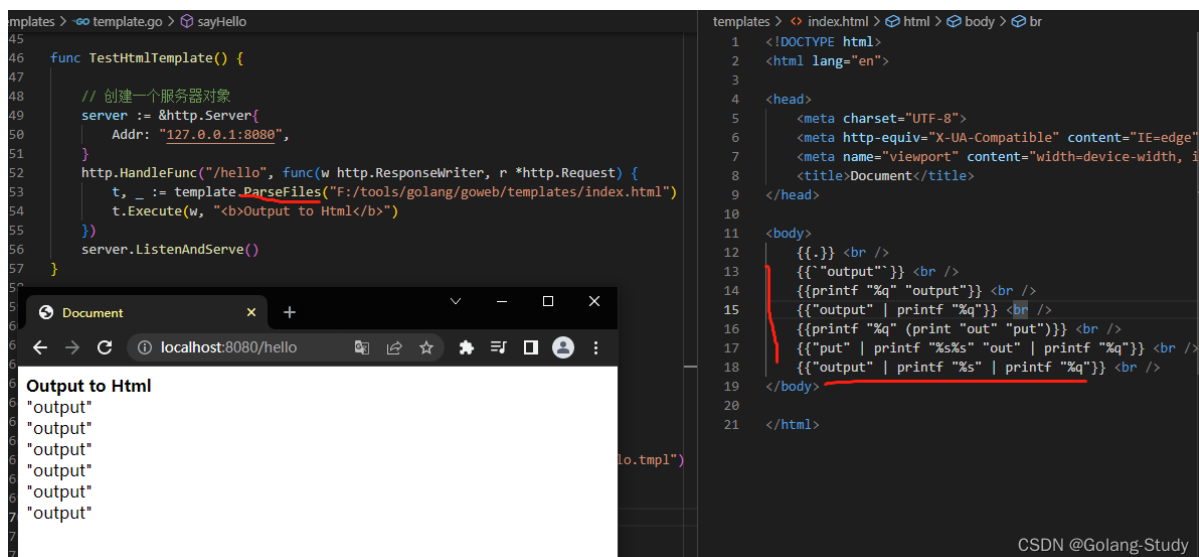 emplates > template.go > sayHello
45
46 func TestHtmlTemplate() {
47
48 // 创建一个服务器对象
49 server := &http.Server{
50 Addr: "127.0.0.1:8080",
51 }
52 http.HandleFunc("/hello", func(w http.ResponseWriter, r *http.Request) {
53 t, _ := template.ParseFiles("F:/tools/golang/goweb/templates/index.html")
54 t.Execute(w, "<b>Output to Html</b>")
55 })
56 server.ListenAndServe()
57 }
lo.tmpl")
Document
localhost:8080/hello
Output to Html
"output"
"output"
"output"
"output"
"output"
"output"
templates > index.html > html > body > br
1 <!DOCTYPE html>
2 <html lang="en">
3
4 <head>
5 <meta charset="UTF-8">
6 <meta http-equiv="X-UA-Compatible" content="IE=edge"
7 <meta name="viewport" content="width=device-width, i
8 <title>Document</title>
9 </head>
10
11 <body>
12 {{.}} <br />
13 {{`"output"`}} <br />
14 {{printf "%q" "output"}} <br />
15 {{"output" | printf "%q"}} <br />
16 {{printf "%q" (print "out" "put")}} <br />
17 {{"put" | printf "%s%s" "out" | printf "%q"}} <br />
18 {{"output" | printf "%s" | printf "%q"}} <br />
19 </body>
20
21 </html>
CSDN @Golang-Study